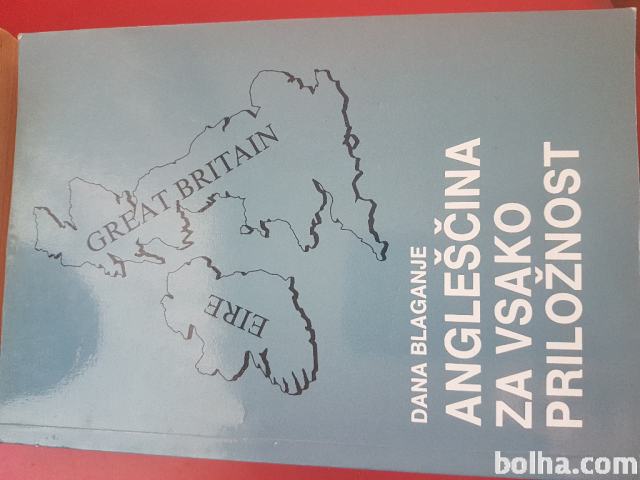 GREAT BRITAIN
EIRE
DANA BLAGANJE
ANGLEŠČINA
ZA VSAKO
PRILOŽNOST
bolha.com